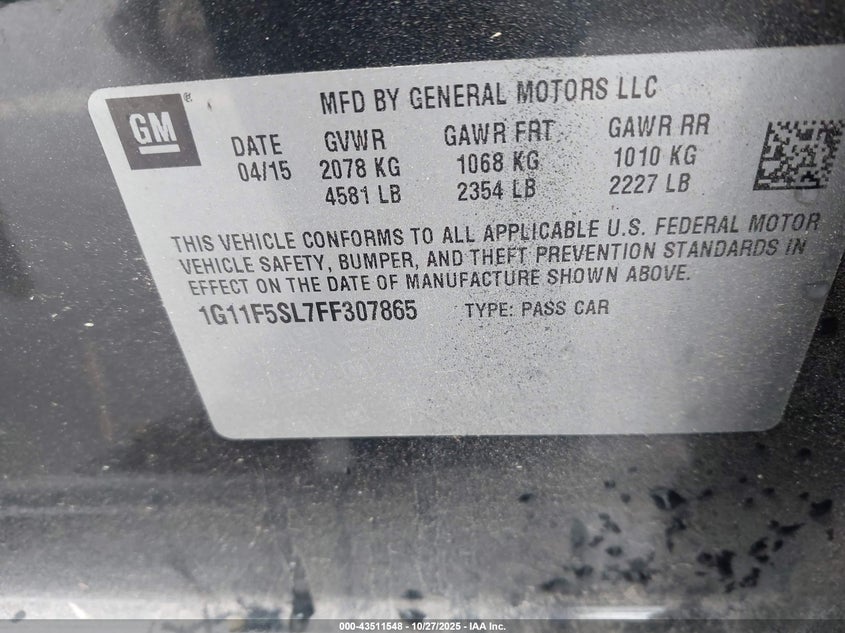 GM
®
MFD BY GENERAL MOTORS LLC
DATE GVWR GAWR FRT GAWR RR
04/15 2078 KG 1068 KG 1010 KG
4581 LB 2354 LB 2227 LB
THIS VEHICLE CONFORMS TO ALL APPLICABLE U.S. FEDERAL MOTOR
VEHICLE SAFETY, BUMPER, AND THEFT PREVENTION STANDARDS IN
EFFECT ON THE DATE OF MANUFACTURE SHOWN ABOVE.
1G11F5SL7FF307865 TYPE: PASS CAR
000-43511548 - 10/27/2025 - IAA Inc.